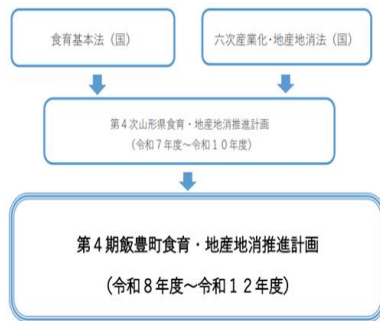 食育基本法（国）
六次産業化・地産地消法（国）
第４次山形県食育・地産地消推進計画
（令和７年度～令和１０年度）
第４期飯豊町食育・地産地消推進計画
（令和８年度～令和１２年度）